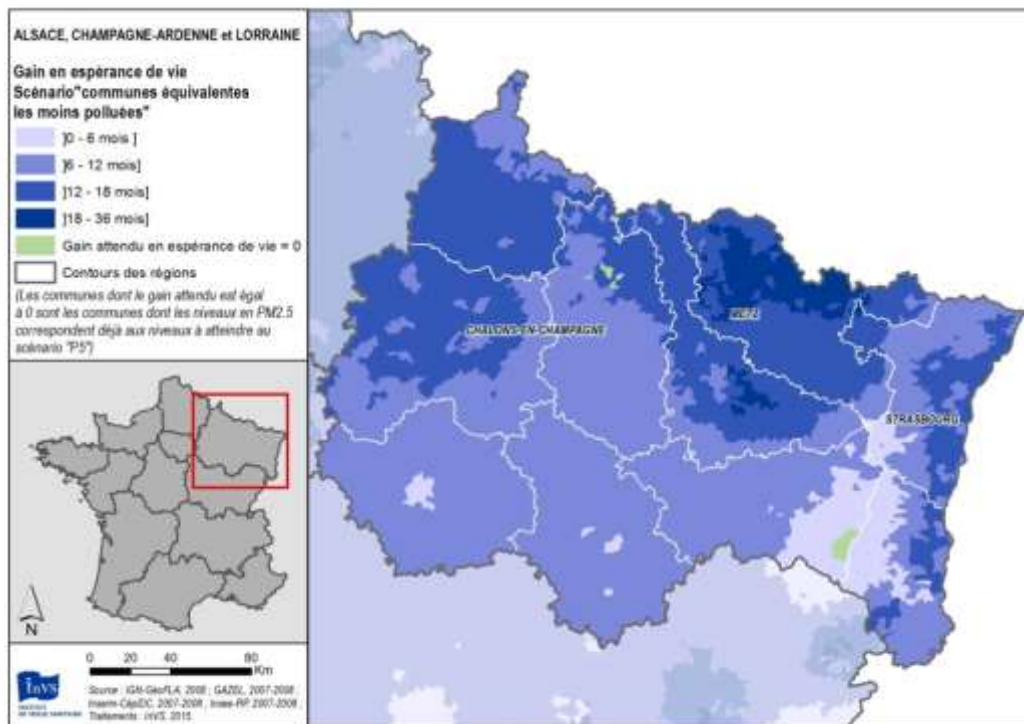 ALSACE, CHAMPAGNE-ARDENNE et LORRAINE
Gain en espérance de vie
Scénario"communes équivalentes
les moins polluées"
]0 - 6 mois ]
]6 - 12 mois]
]12 - 18 mois]
]18 - 36 mois]
Gain attendu en espérance de vie = 0
Contours des régions
(Les communes dont le gain attendu est égal
à 0 sont les communes dont les niveaux en PM2.5
correspondent déjà aux niveaux à atteindre au
scénario "P5")
CHALONS-EN-CHAMPAGNE
METZ
STRASBOURG
N
0 20 40 80
Km
InVS
INSTITUT
DE VEILLE SANITAIRE
Source : IGN-GéoFLA, 2008 ; GAZEL, 2007-2008 ;
Inserm-CépiDC, 2007-2008 ; Insee-RP, 2007-2008 ;
Traitements : InVS, 2015.